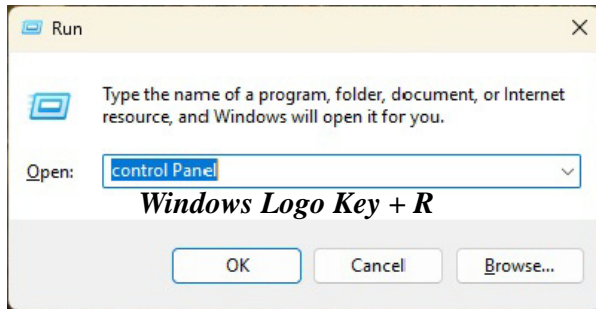 Run
Type the name of a program, folder, document, or Internet
resource, and Windows will open it for you.
Open: control Panel
Windows Logo Key + R
OK Cancel Browse...